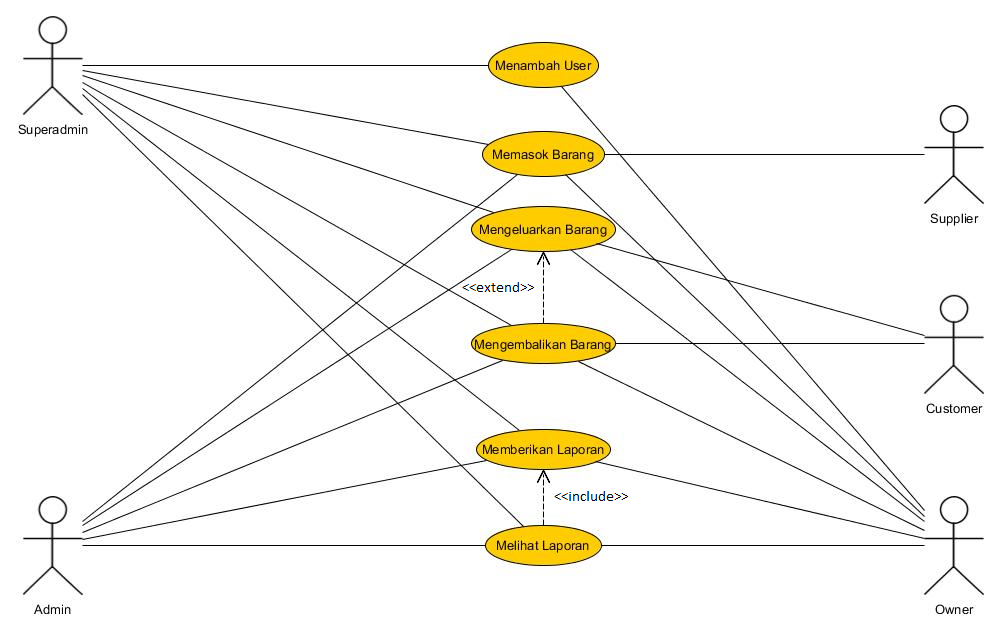 Menambah User
Superadmin
Memasok Barang
Supplier
Mengeluarkan Barang
<<extend>>
Mengembalikan Barang
Customer
Memberikan Laporan
<<include>>
Melihat Laporan
Admin
Owner